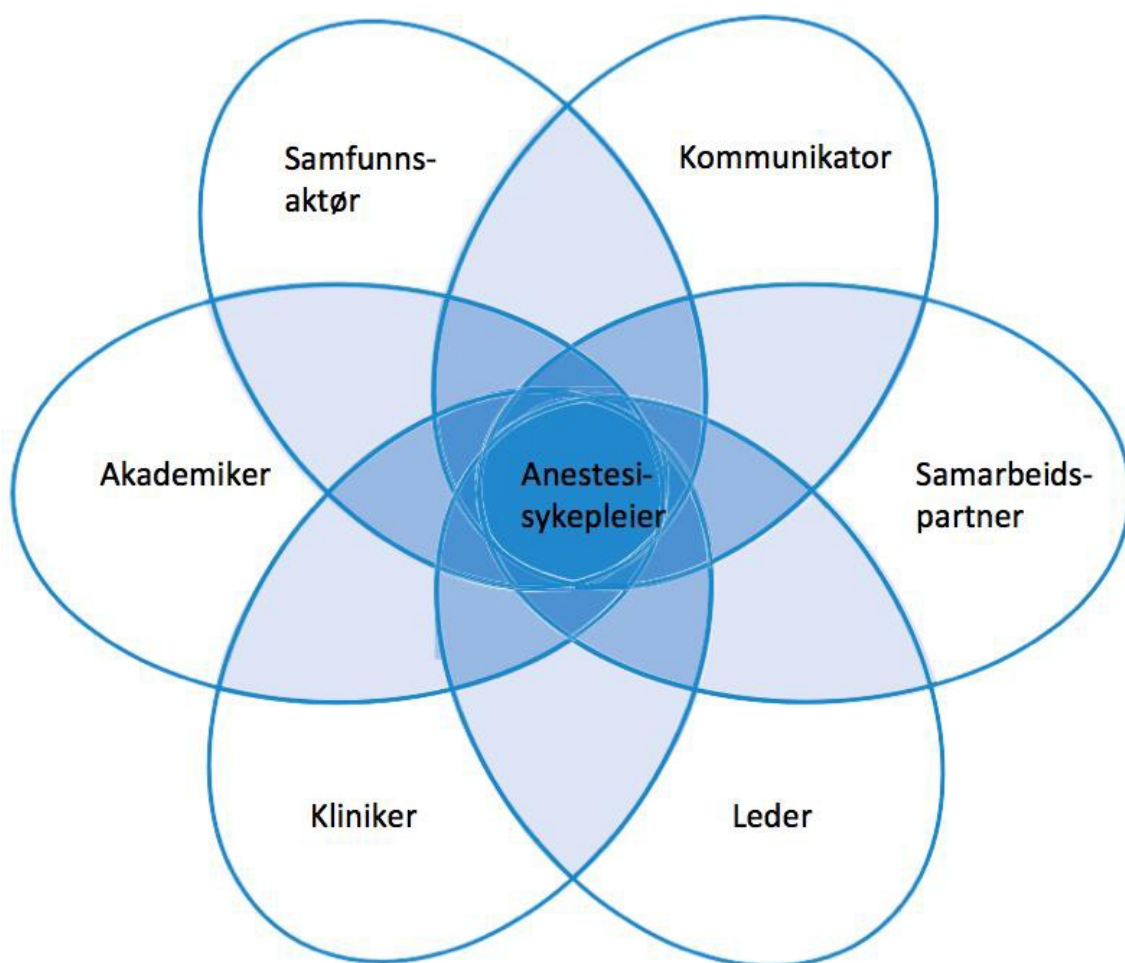 Samfunns-
aktør
Kommunikator
Akademiker
Anestesi-
sykepleier
Samarbeids-
partner
Kliniker
Leder